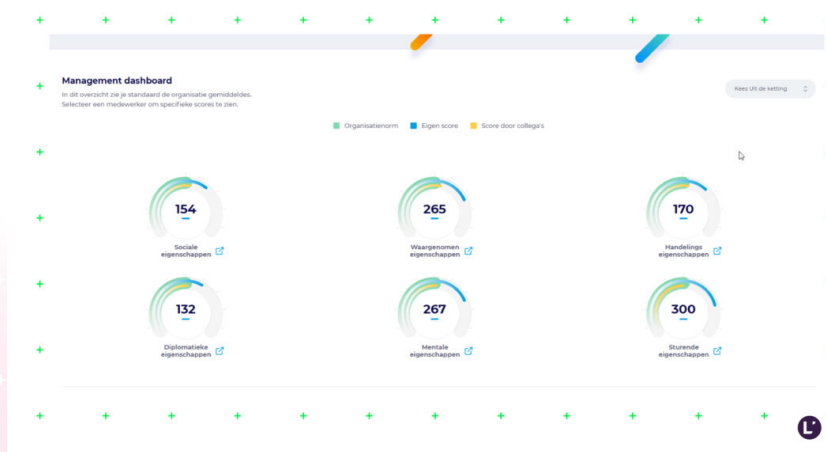 Management dashboard
In dit overzicht zie je standaard de organisatie gemiddeldes.
Selecteer een medewerker om specifieke scores te zien.
Kees Uit de ketting
Organisatienorm Eigen score Score door collega's
154 265 170
Sociale eigenschappen
Waargenomen eigenschappen
Handelings eigenschappen
132 267 300
Diplomatieke eigenschappen
Mentale eigenschappen
Sturende eigenschappen
L'